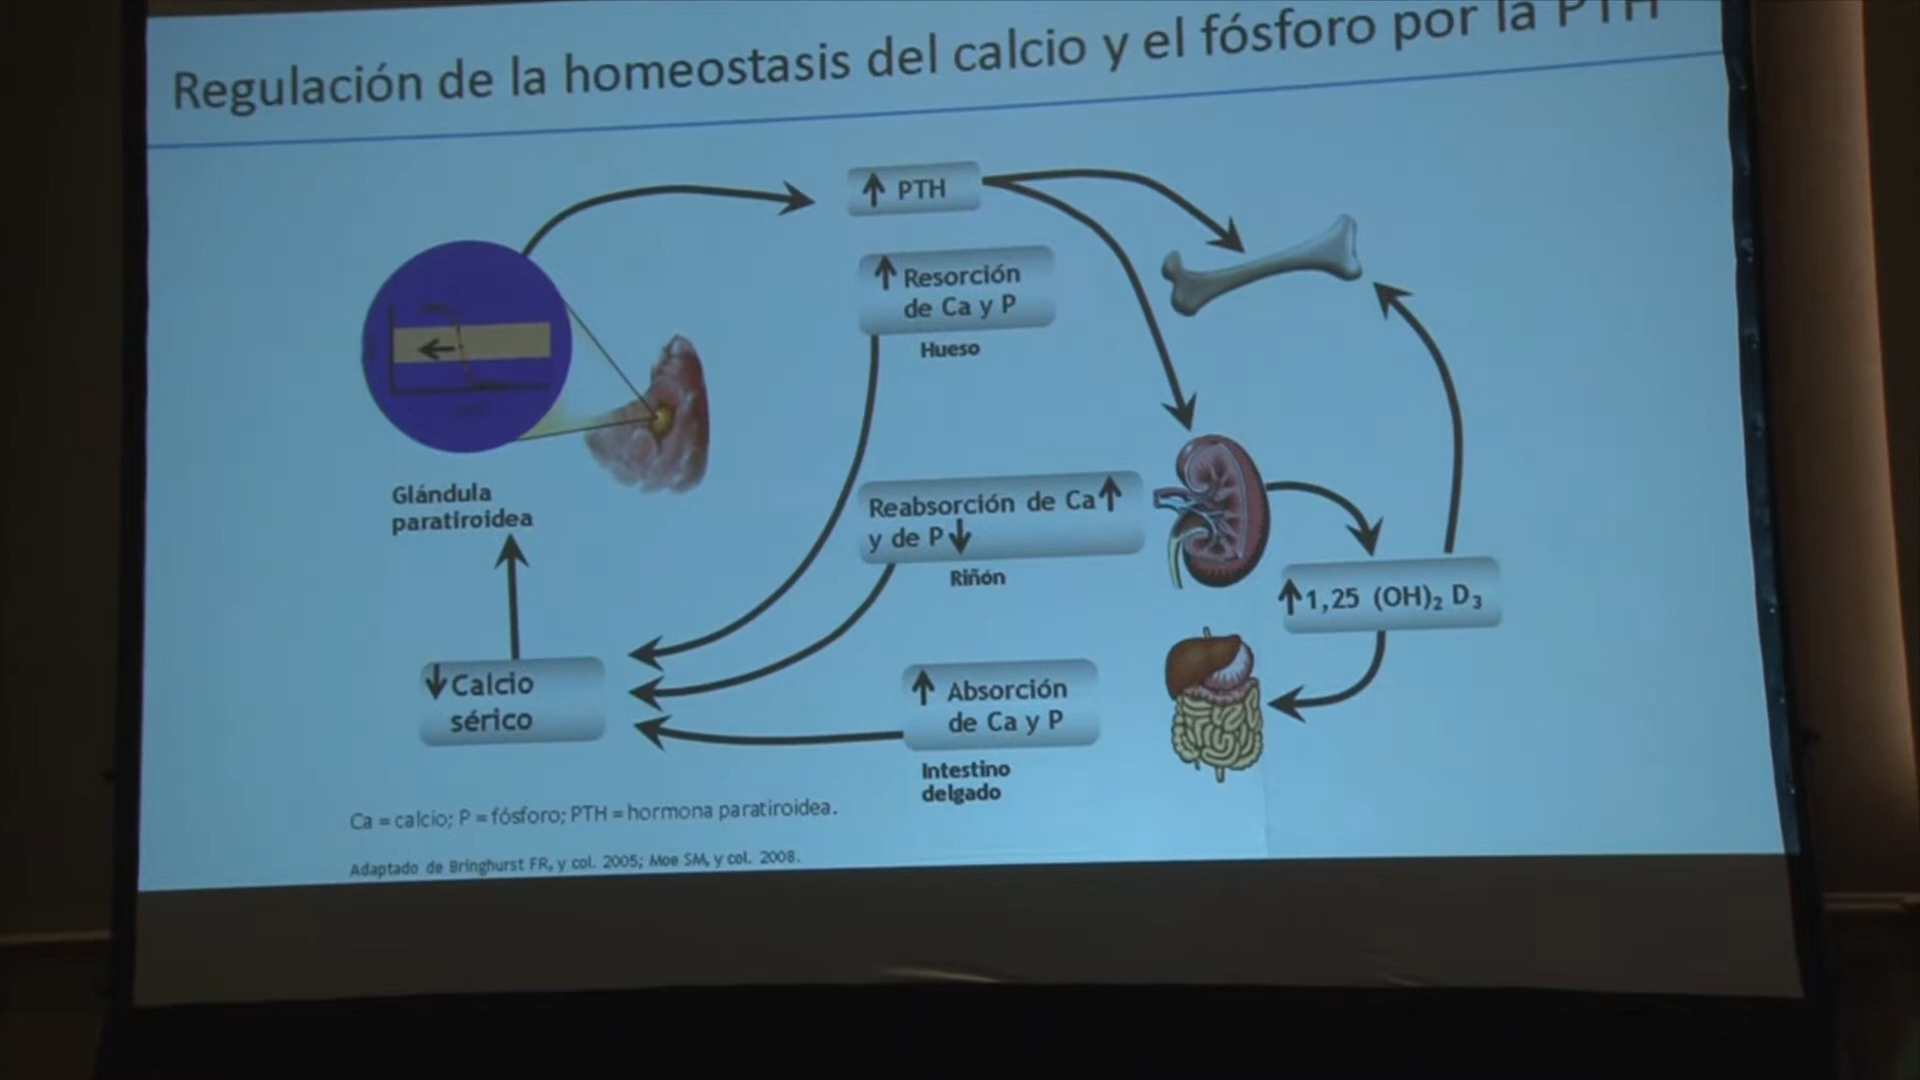 Regulación de la homeostasis del calcio y el fósforo por la PTH
↑ PTH
↑ Resorción
de Ca y P
Hueso
Glándula
paratiroidea
Reabsorción de Ca↑
y de P↓
Riñón
↑1,25 (OH)₂ D₃
↓Calcio
sérico
↑ Absorción
de Ca y P
Intestino
delgado
Ca = calcio; P = fósforo; PTH = hormona paratiroidea.
Adaptado de Bringhurst FR, y col. 2005; Moe SM, y col. 2008.